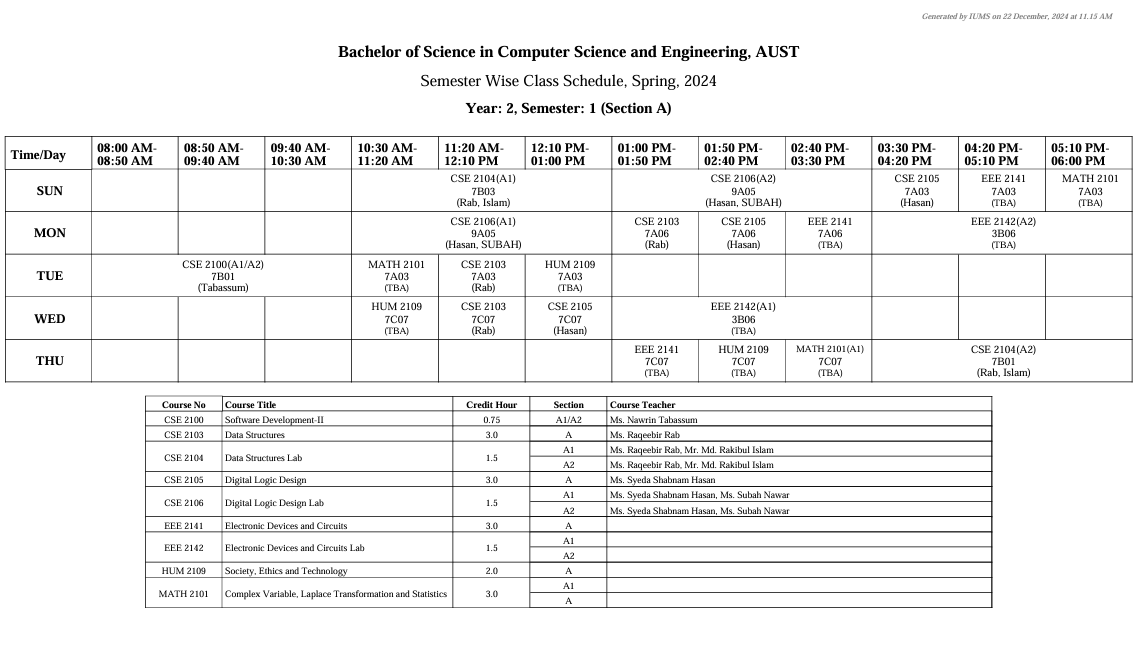 Generated by IUMS on 22 December, 2024 at 11.15 AM
Bachelor of Science in Computer Science and Engineering, AUST
Semester Wise Class Schedule, Spring, 2024
Year: 2, Semester: 1 (Section A)
Time/Day 08:00 AM-08:50 AM 08:50 AM-09:40 AM 09:40 AM-10:30 AM 10:30 AM-11:20 AM 11:20 AM-12:10 PM 12:10 PM-01:00 PM 01:00 PM-01:50 PM 01:50 PM-02:40 PM 02:40 PM-03:30 PM 03:30 PM-04:20 PM 04:20 PM-05:10 PM 05:10 PM-06:00 PM
SUN
CSE 2104(A1)
7B03
(Rab, Islam)
CSE 2106(A2)
9A05
(Hasan, SUBAH)
CSE 2105
7A03
(Hasan)
EEE 2141
7A03
(TBA)
MATH 2101
7A03
(TBA)
MON
CSE 2106(A1)
9A05
(Hasan, SUBAH)
CSE 2103
7A06
(Rab)
CSE 2105
7A06
(Hasan)
EEE 2141
7A06
(TBA)
EEE 2142(A2)
3B06
(TBA)
TUE
CSE 2100(A1/A2)
7B01
(Tabassum)
MATH 2101
7A03
(TBA)
CSE 2103
7A03
(Rab)
HUM 2109
7A03
(TBA)
WED
HUM 2109
7C07
(TBA)
CSE 2103
7C07
(Rab)
CSE 2105
7C07
(Hasan)
EEE 2142(A1)
3B06
(TBA)
THU
EEE 2141
7C07
(TBA)
HUM 2109
7C07
(TBA)
MATH 2101(A1)
7C07
(TBA)
CSE 2104(A2)
7B01
(Rab, Islam)
Course No Course Title Credit Hour Section Course Teacher
CSE 2100 Software Development-II 0.75 A1/A2 Ms. Nawrin Tabassum
CSE 2103 Data Structures 3.0 A Ms. Raqeebir Rab
CSE 2104 Data Structures Lab 1.5 A1 Ms. Raqeebir Rab, Mr. Md. Rakibul Islam
A2 Ms. Raqeebir Rab, Mr. Md. Rakibul Islam
CSE 2105 Digital Logic Design 3.0 A Ms. Syeda Shabnam Hasan
CSE 2106 Digital Logic Design Lab 1.5 A1 Ms. Syeda Shabnam Hasan, Ms. Subah Nawar
A2 Ms. Syeda Shabnam Hasan, Ms. Subah Nawar
EEE 2141 Electronic Devices and Circuits 3.0 A
EEE 2142 Electronic Devices and Circuits Lab 1.5 A1
A2
HUM 2109 Society, Ethics and Technology 2.0 A
MATH 2101 Complex Variable, Laplace Transformation and Statistics 3.0 A1
A